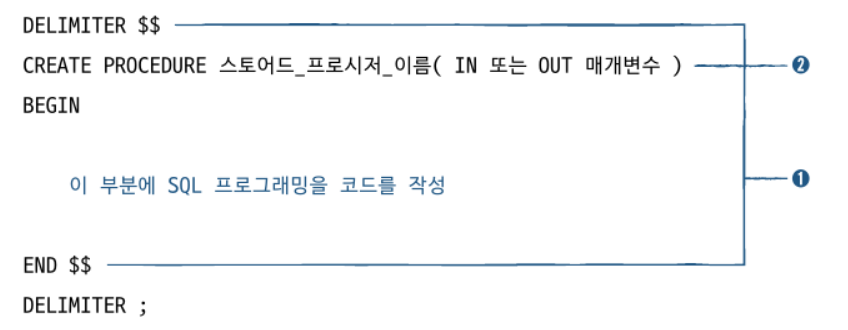 DELIMITER $$
CREATE PROCEDURE 스토어드_프로시저_이름( IN 또는 OUT 매개변수 ) ❷
BEGIN
이 부분에 SQL 프로그래밍을 코드를 작성 ❶
END $$
DELIMITER ;